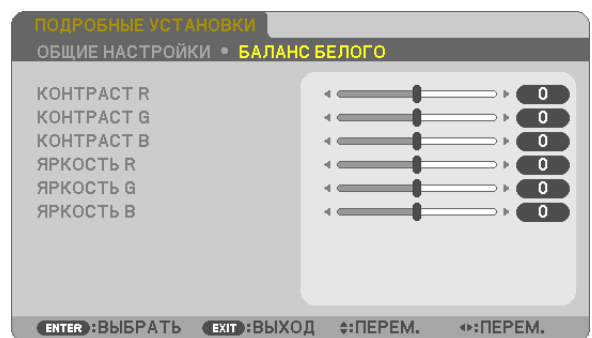 ПОДРОБНЫЕ УСТАНОВКИ
ОБЩИЕ НАСТРОЙКИ • БАЛАНС БЕЛОГО
КОНТРАСТ R 0
КОНТРАСТ G 0
КОНТРАСТ B 0
ЯРКОСТЬ R 0
ЯРКОСТЬ G 0
ЯРКОСТЬ B 0
ENTER :ВЫБРАТЬ EXIT :ВЫХОД :ПЕРЕМ. :ПЕРЕМ.